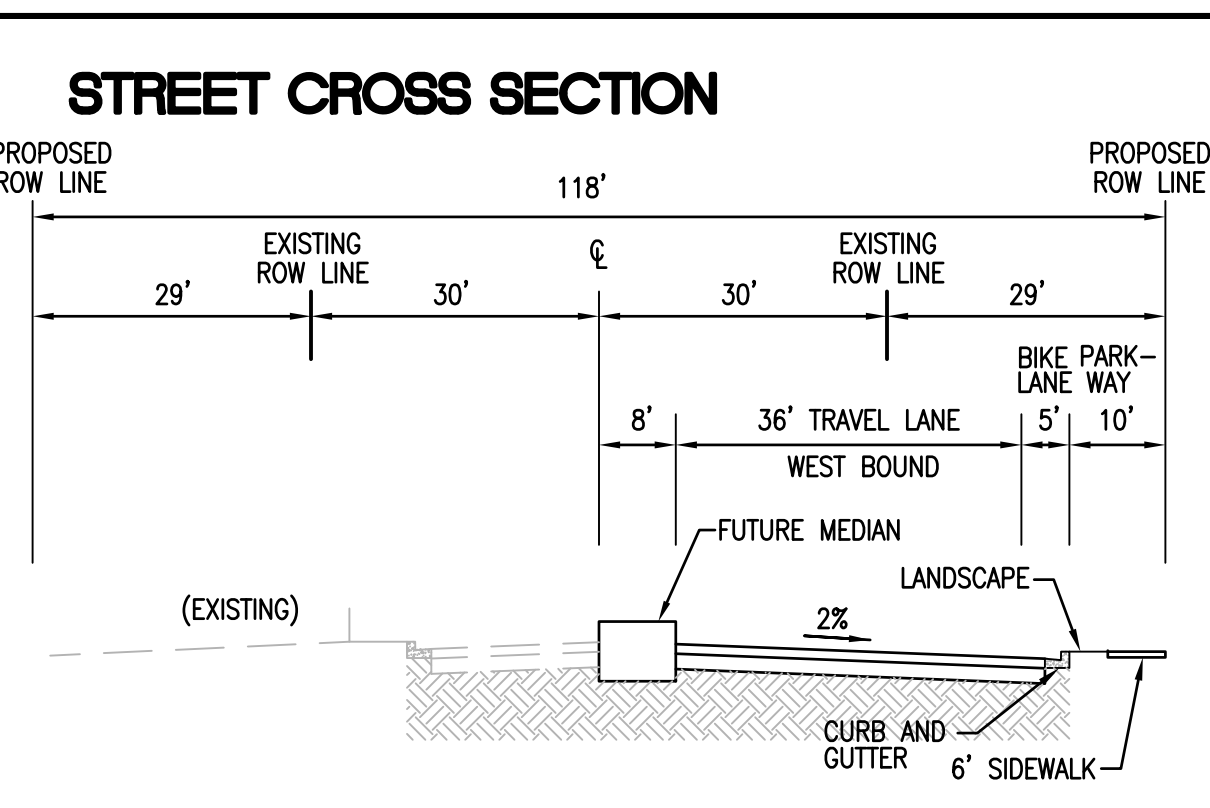 STREET CROSS SECTION
PROPOSED
ROW LINE
118'
PROPOSED
ROW LINE
EXISTING
ROW LINE
℄
EXISTING
ROW LINE
29'
30'
30'
29'
BIKE PARK-
LANE WAY
8'
36' TRAVEL LANE
5'
10'
WEST BOUND
FUTURE MEDIAN
LANDSCAPE
(EXISTING)
2%
CURB AND
GUTTER
6' SIDEWALK